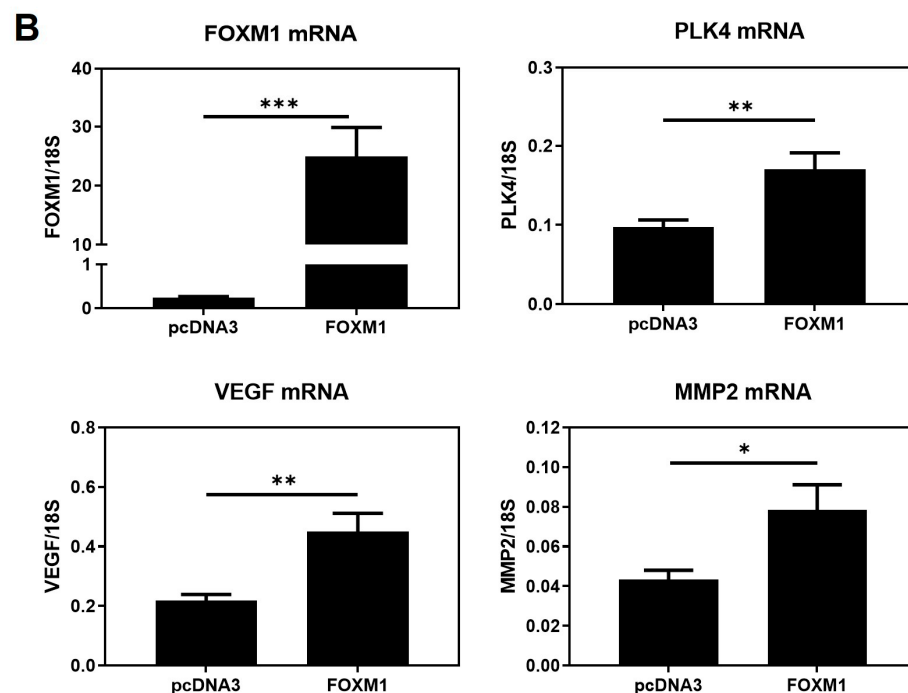 B
FOXM1 mRNA
FOXM1/18S
40
30
20
10
1
0
***
pcDNA3
FOXM1
PLK4 mRNA
PLK4/18S
0.3
0.2
0.1
0.0
**
pcDNA3
FOXM1
VEGF mRNA
VEGF/18S
0.8
0.6
0.4
0.2
0.0
**
pcDNA3
FOXM1
MMP2 mRNA
MMP2/18S
0.12
0.10
0.08
0.06
0.04
0.02
0.00
*
pcDNA3
FOXM1